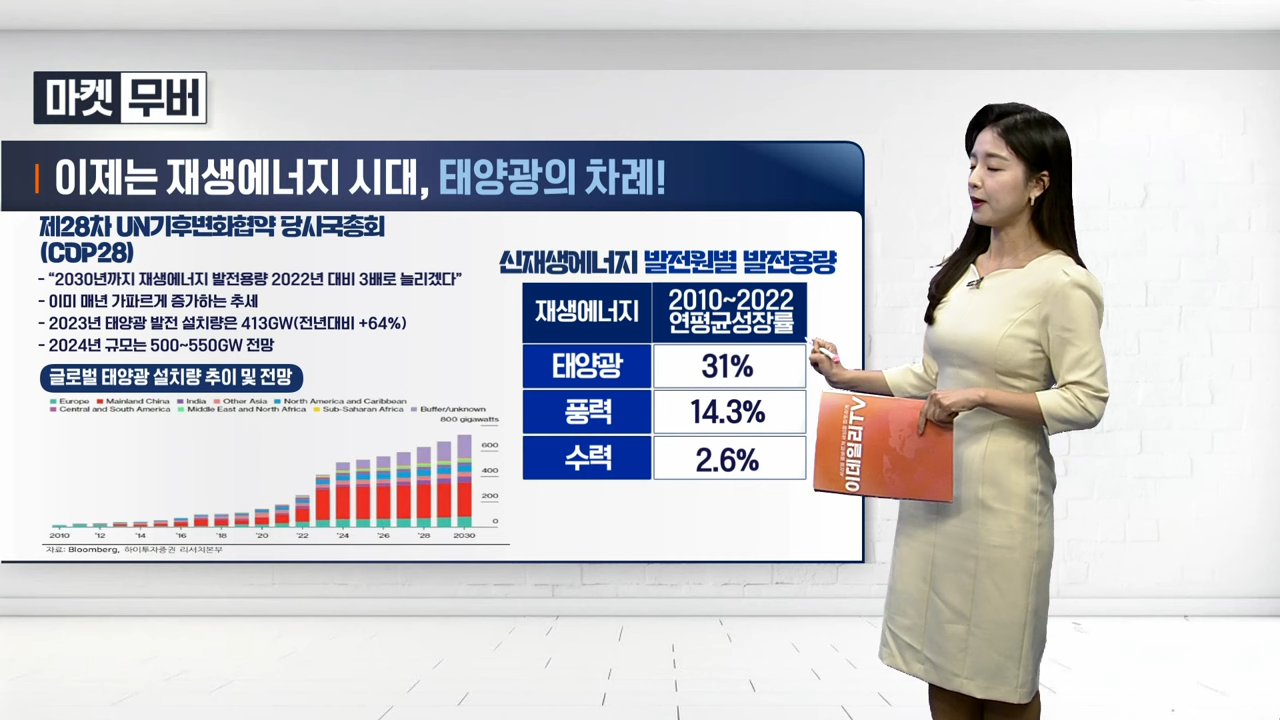 마켓 무버
이제는 재생에너지 시대, 태양광의 차례!
제28차 UN기후변화협약 당사국총회
(COP28)
- “2030년까지 재생에너지 발전용량 2022년 대비 3배로 늘리겠다”
- 이미 매년 가파르게 증가하는 추세
- 2023년 태양광 발전 설치량은 413GW(전년대비 +64%)
- 2024년 규모는 500~550GW 전망
글로벌 태양광 설치량 추이 및 전망
Europe Mainland China India Other Asia North America and Caribbean
Central and South America Middle East and North Africa Sub-Saharan Africa Buffer/unknown
800 gigawatts
600
400
200
0
2010 '12 '14 '16 '18 '20 '22 '24 '26 '28 2030
자료: Bloomberg, 하이투자증권 리서치본부
신재생에너지 발전원별 발전용량
재생에너지 2010~2022
연평균성장률
태양광 31%
풍력 14.3%
수력 2.6%
이데일리TV